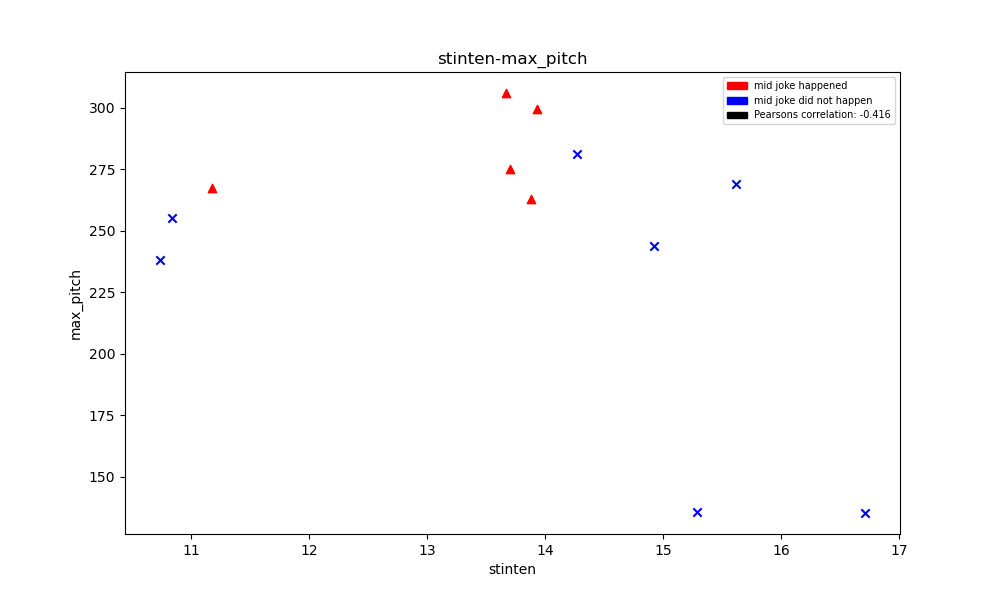 stinten-max_pitch
mid joke happened
mid joke did not happen
Pearsons correlation: -0.416
max_pitch
300
275
250
225
200
175
150
11 12 13 14 15 16 17
stinten